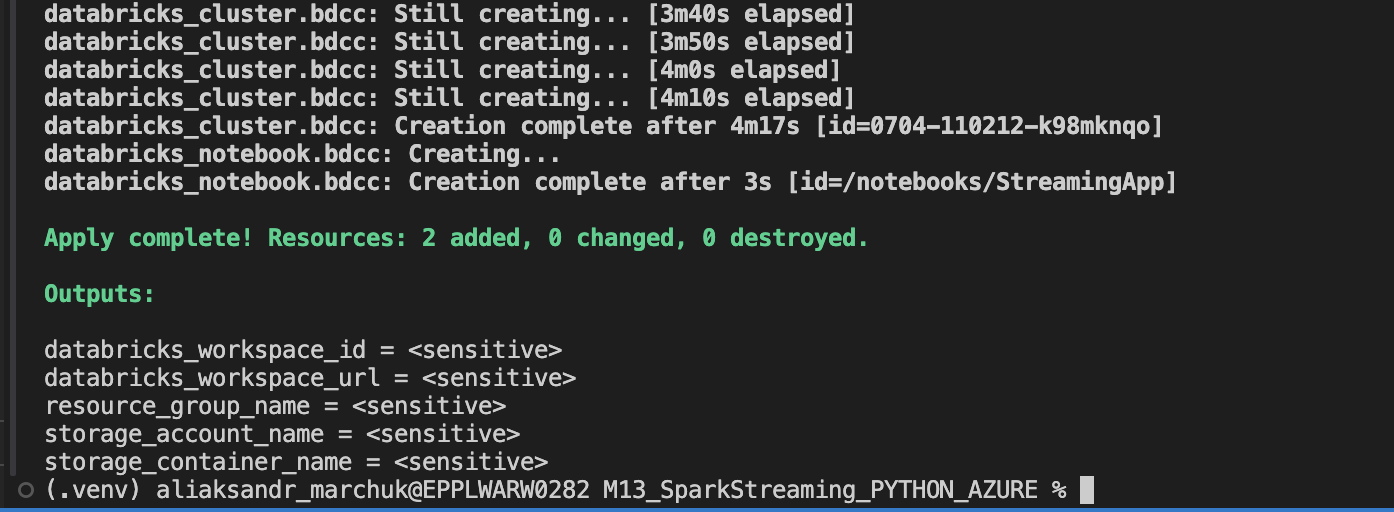 databricks_cluster.bdcc: Still creating... [3m40s elapsed]
databricks_cluster.bdcc: Still creating... [3m50s elapsed]
databricks_cluster.bdcc: Still creating... [4m0s elapsed]
databricks_cluster.bdcc: Still creating... [4m10s elapsed]
databricks_cluster.bdcc: Creation complete after 4m17s [id=0704-110212-k98mknqo]
databricks_notebook.bdcc: Creating...
databricks_notebook.bdcc: Creation complete after 3s [id=/notebooks/StreamingApp]
Apply complete! Resources: 2 added, 0 changed, 0 destroyed.
Outputs:
databricks_workspace_id = <sensitive>
databricks_workspace_url = <sensitive>
resource_group_name = <sensitive>
storage_account_name = <sensitive>
storage_container_name = <sensitive>
(.venv) aliaksandr_marchuk@EPPLWARW0282 M13_SparkStreaming_PYTHON_AZURE %